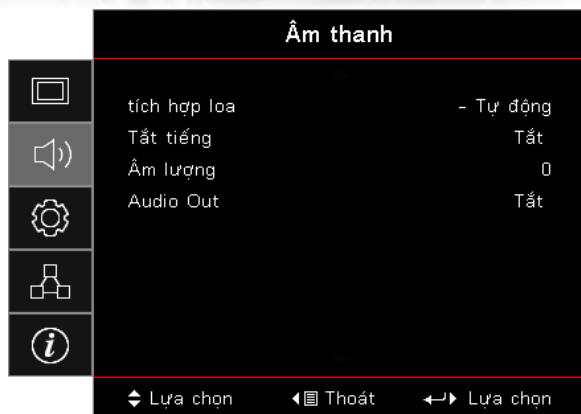 Âm thanh
tích hợp loa - Tự động
Tắt tiếng Tắt
Âm lượng 0
Audio Out Tắt
Lựa chọn Thoát Lựa chọn